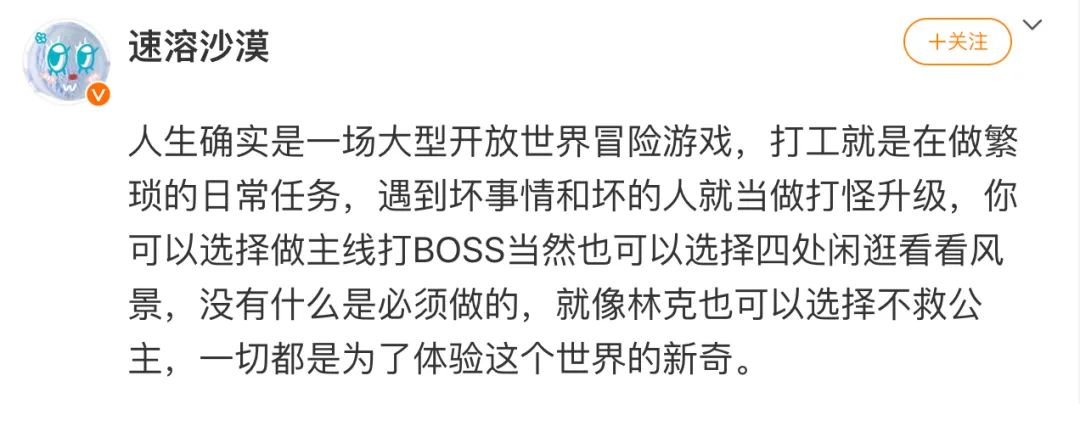 速溶沙漠
+关注
人生确实是一场大型开放世界冒险游戏，打工就是在做繁
琐的日常任务，遇到坏事情和坏的人就当做打怪升级，你
可以选择做主线打BOSS当然也可以选择四处闲逛看看风
景，没有什么是必须做的，就像林克也可以选择不救公
主，一切都是为了体验这个世界的新奇。